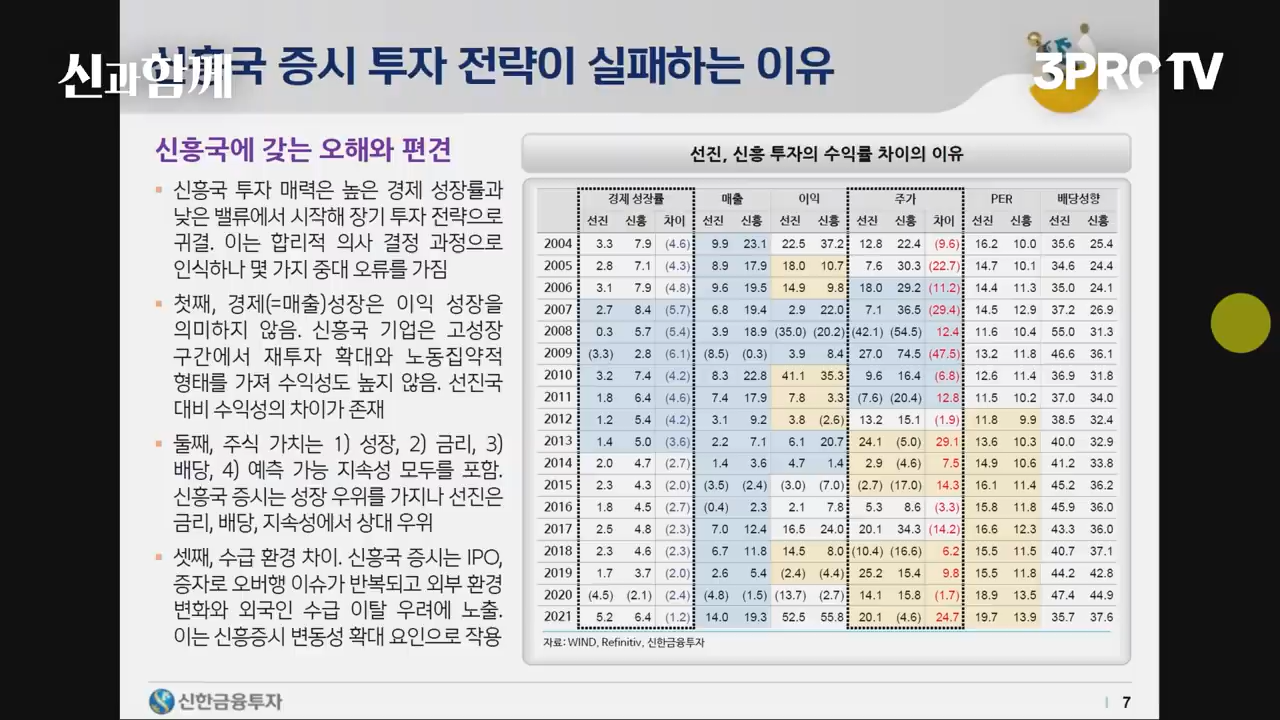 신과함께
신흥국 증시 투자 전략이 실패하는 이유
3PROTV
신흥국에 갖는 오해와 편견
▪ 신흥국 투자 매력은 높은 경제 성장률과
낮은 밸류에서 시작해 장기 투자 전략으로
귀결. 이는 합리적 의사 결정 과정으로
인식하나 몇 가지 중대 오류를 가짐
▪ 첫째, 경제(=매출)성장은 이익 성장을
의미하지 않음. 신흥국 기업은 고성장
구간에서 재투자 확대와 노동집약적
형태를 가져 수익성도 높지 않음. 선진국
대비 수익성의 차이가 존재
▪ 둘째, 주식 가치는 1) 성장, 2) 금리, 3)
배당, 4) 예측 가능 지속성 모두를 포함.
신흥국 증시는 성장 우위를 가지나 선진은
금리, 배당, 지속성에서 상대 우위
▪ 셋째, 수급 환경 차이. 신흥국 증시는 IPO,
증자로 오버행 이슈가 반복되고 외부 환경
변화와 외국인 수급 이탈 우려에 노출.
이는 신흥증시 변동성 확대 요인으로 작용
선진, 신흥 투자의 수익률 차이의 이유
경제 성장률 매출 이익 주가 PER 배당성향
선진 신흥 차이 선진 신흥 선진 신흥 선진 신흥 차이 선진 신흥 선진 신흥
2004 3.3 7.9 (4.6) 9.9 23.1 22.5 37.2 12.8 22.4 (9.6) 16.2 10.0 35.6 25.4
2005 2.8 7.1 (4.3) 8.9 17.9 18.0 10.7 7.6 30.3 (22.7) 14.7 10.1 34.6 24.4
2006 3.1 7.9 (4.8) 9.6 19.5 14.9 9.8 18.0 29.2 (11.2) 14.4 11.3 35.0 24.1
2007 2.7 8.4 (5.7) 6.8 19.4 2.9 22.0 7.1 36.5 (29.4) 14.5 12.9 37.2 26.9
2008 0.3 5.7 (5.4) 3.9 18.9 (35.0) (20.2) (42.1) (54.5) 12.4 11.6 10.4 55.0 31.3
2009 (3.3) 2.8 (6.1) (8.5) (0.3) 3.9 8.4 27.0 74.5 (47.5) 13.2 11.8 46.6 36.1
2010 3.2 7.4 (4.2) 8.3 22.8 41.1 35.3 9.6 16.4 (6.8) 12.6 11.4 36.9 31.8
2011 1.8 6.4 (4.6) 7.4 17.9 7.8 3.3 (7.6) (20.4) 12.8 11.5 10.2 37.0 34.0
2012 1.2 5.4 (4.2) 3.1 9.2 3.8 (2.6) 13.2 15.1 (1.9) 11.8 9.9 38.5 32.4
2013 1.4 5.0 (3.6) 2.2 7.1 6.1 20.7 24.1 (5.0) 29.1 13.6 10.3 40.0 32.9
2014 2.0 4.7 (2.7) 1.4 3.6 4.7 1.4 2.9 (4.6) 7.5 14.9 10.6 41.2 33.8
2015 2.3 4.3 (2.0) (3.5) (2.4) (3.0) (7.0) (2.7) (17.0) 14.3 16.1 11.4 45.2 36.2
2016 1.8 4.5 (2.7) (0.4) 2.3 2.1 7.8 5.3 8.6 (3.3) 15.8 11.8 45.9 36.0
2017 2.5 4.8 (2.3) 7.0 12.4 16.5 24.0 20.1 34.3 (14.2) 16.6 12.3 43.3 36.0
2018 2.3 4.6 (2.3) 6.7 11.8 14.5 8.0 (10.4) (16.6) 6.2 15.5 11.5 40.7 37.1
2019 1.7 3.7 (2.0) 2.6 5.4 (2.4) (4.4) 25.2 15.4 9.8 15.5 11.8 44.2 42.8
2020 (4.5) (2.1) (2.4) (4.8) (1.5) (13.7) (2.7) 14.1 15.8 (1.7) 18.9 13.5 47.4 44.9
2021 5.2 6.4 (1.2) 14.0 19.3 52.5 55.8 20.1 (4.6) 24.7 19.7 13.9 35.7 37.6
자료: WIND, Refinitiv, 신한금융투자
신한금융투자
7